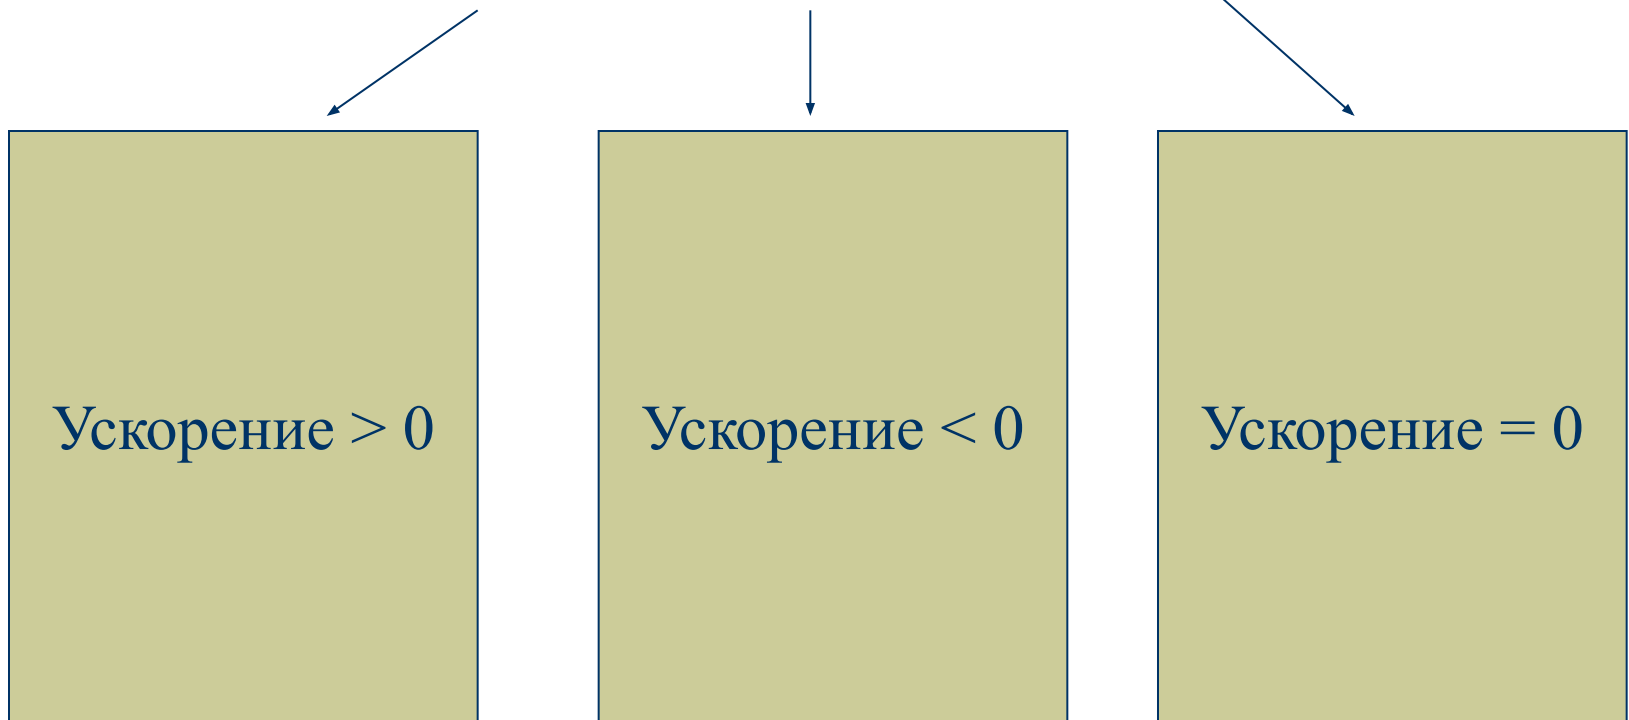 Ускорение > 0
Ускорение < 0
Ускорение = 0